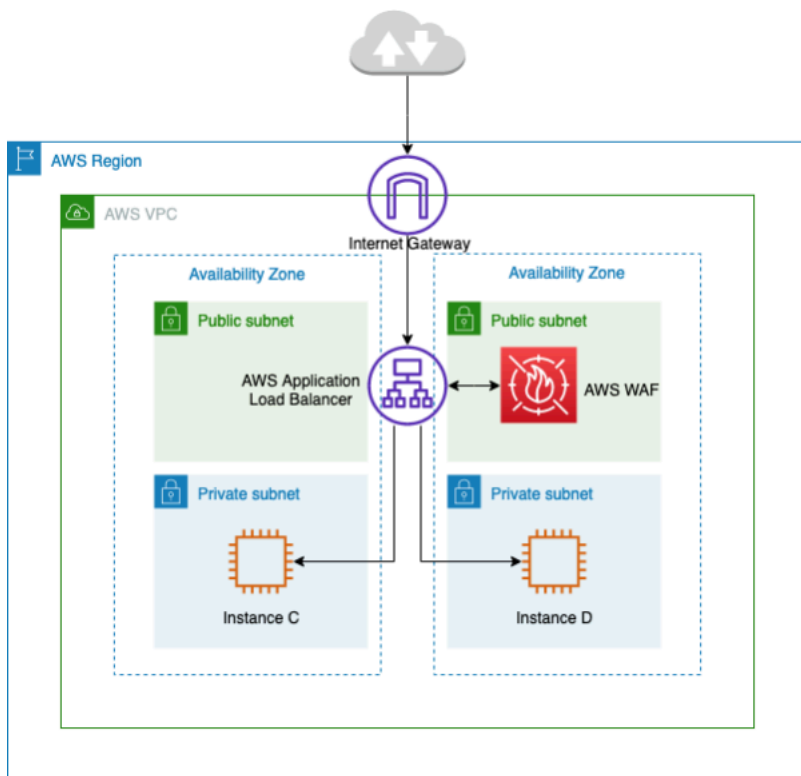 AWS Region
AWS VPC
Internet Gateway
Availability Zone
Availability Zone
Public subnet
Public subnet
AWS Application
Load Balancer
AWS WAF
Private subnet
Private subnet
Instance C
Instance D